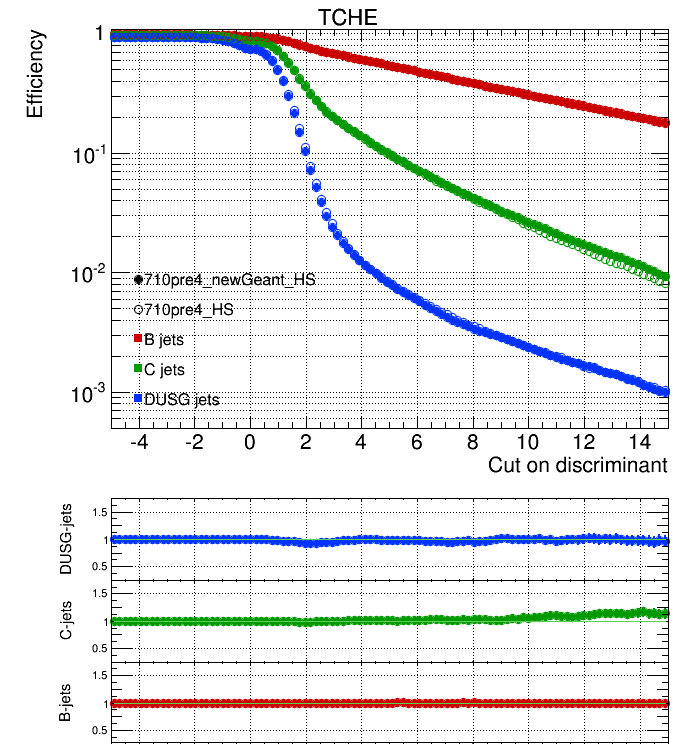 TCHE
Efficiency
1
10-1
10-2
10-3
710pre4_newGeant_HS
710pre4_HS
B jets
C jets
DUSG jets
-4 -2 0 2 4 6 8 10 12 14
Cut on discriminant
DUSG-jets
1.5
1
0.5
C-jets
1.5
1
0.5
B-jets
1.5
1
0.5